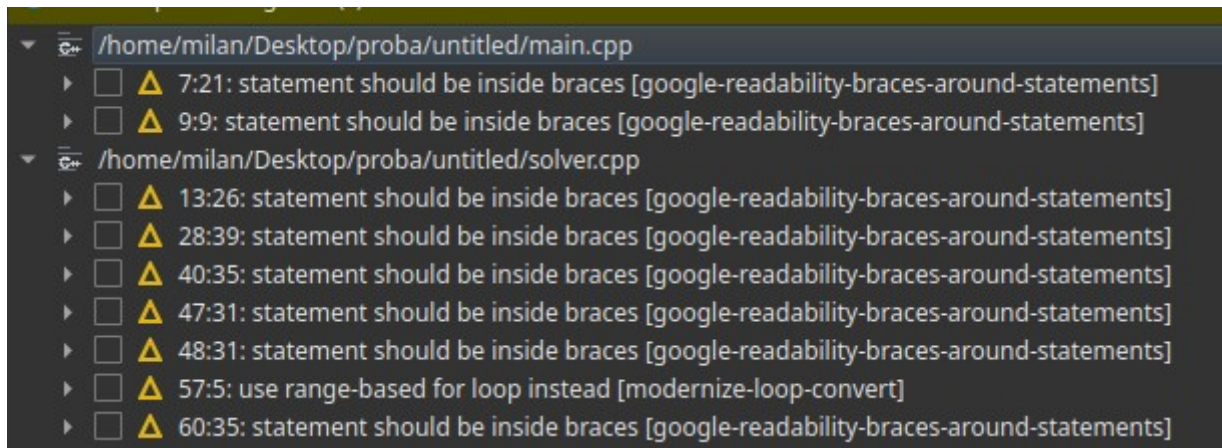 /home/milan/Desktop/proba/untitled/main.cpp
7:21: statement should be inside braces [google-readability-braces-around-statements]
9:9: statement should be inside braces [google-readability-braces-around-statements]
/home/milan/Desktop/proba/untitled/solver.cpp
13:26: statement should be inside braces [google-readability-braces-around-statements]
28:39: statement should be inside braces [google-readability-braces-around-statements]
40:35: statement should be inside braces [google-readability-braces-around-statements]
47:31: statement should be inside braces [google-readability-braces-around-statements]
48:31: statement should be inside braces [google-readability-braces-around-statements]
57:5: use range-based for loop instead [modernize-loop-convert]
60:35: statement should be inside braces [google-readability-braces-around-statements]